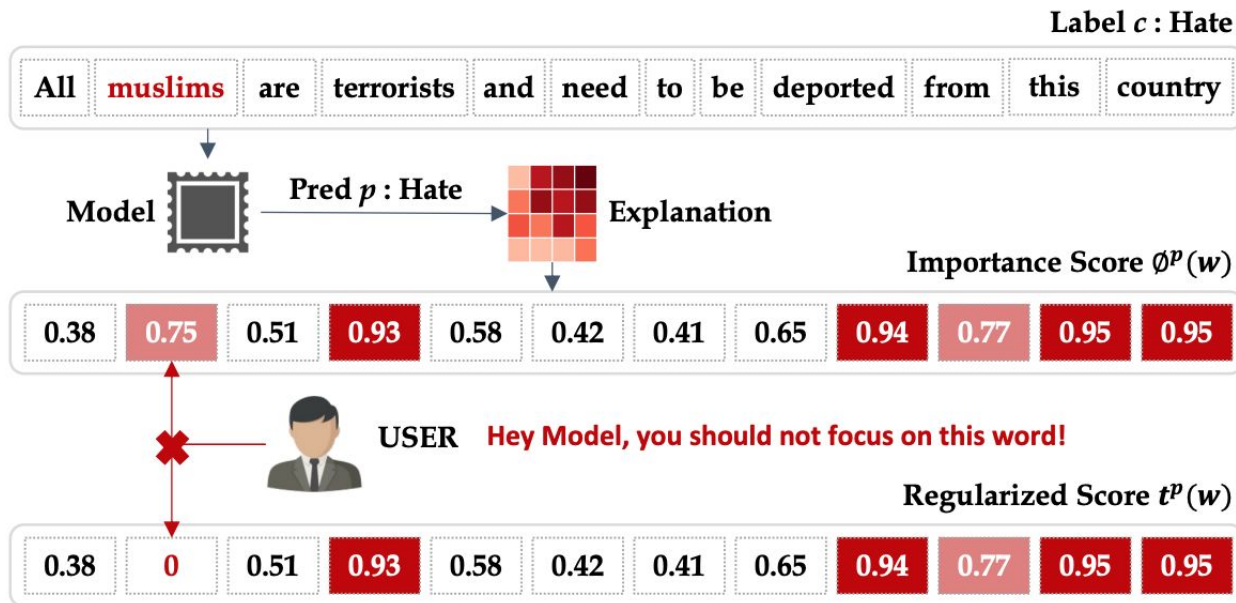 Label c : Hate
All muslims are terrorists and need to be deported from this country
Model Pred p : Hate Explanation
Importance Score ∅ᵖ(w)
0.38 0.75 0.51 0.93 0.58 0.42 0.41 0.65 0.94 0.77 0.95 0.95
USER Hey Model, you should not focus on this word!
Regularized Score tᵖ(w)
0.38 0 0.51 0.93 0.58 0.42 0.41 0.65 0.94 0.77 0.95 0.95